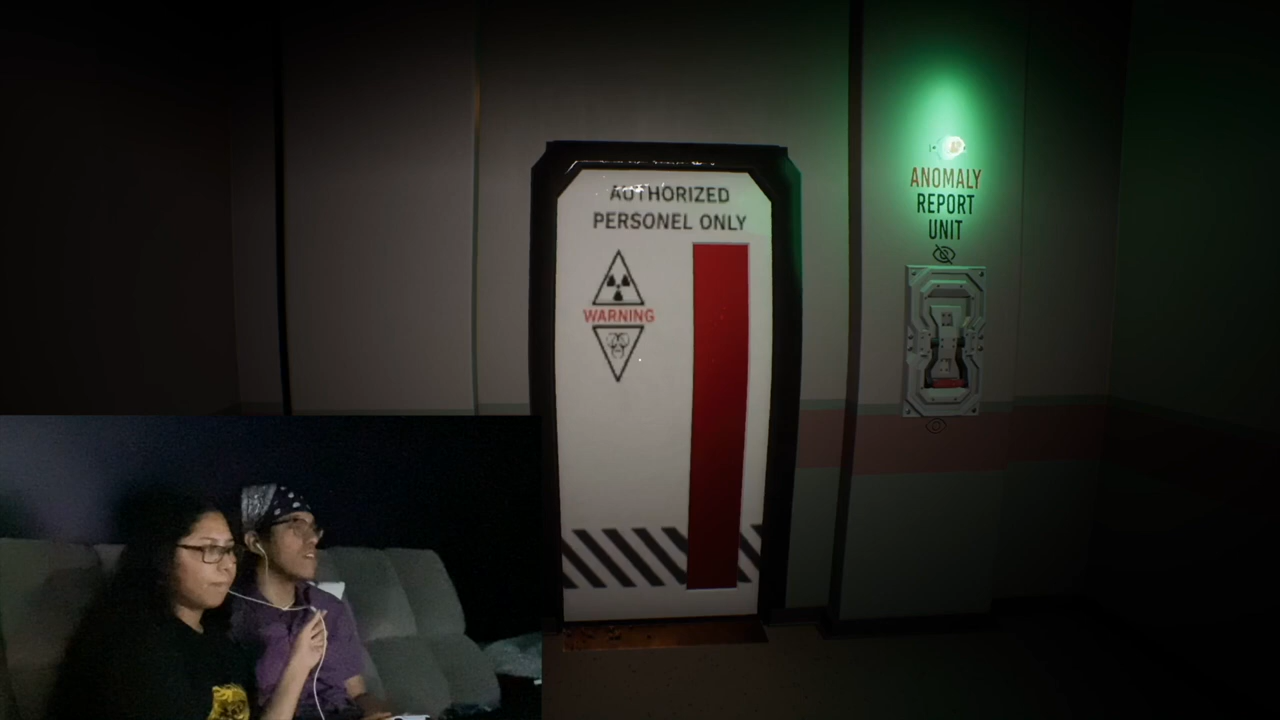 AUTHORIZED
PERSONEL ONLY
WARNING
ANOMALY
REPORT
UNIT